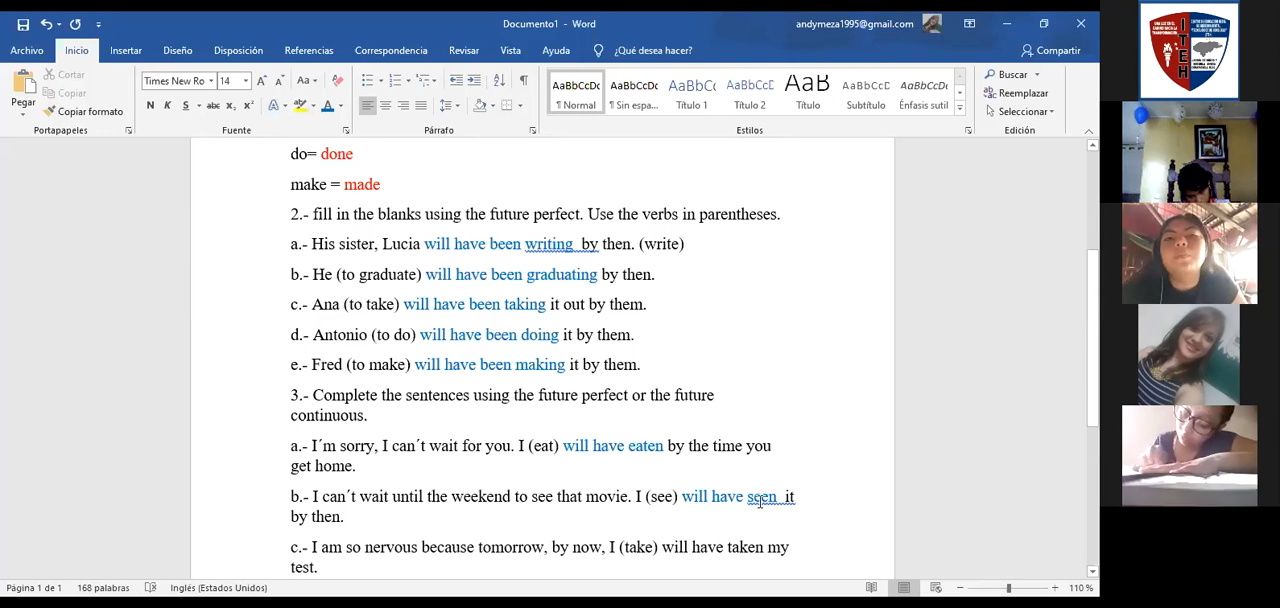 Documento1 - Word
andymeza1995@gmail.com
Archivo Inicio Insertar Diseño Disposición Referencias Correspondencia Revisar Vista Ayuda ¿Qué desea hacer? Compartir
Pegar
Cortar
Copiar
Copiar formato
Portapapeles
Times New Ro 14
N K S abc x₂ x²
Fuente
Párrafo
AaBbCcDc AaBbCcDc AaBbCc AaBbCcD AaB AaBbCcD AaBbCcDc
¶ Normal ¶ Sin espa... Título 1 Título 2 Título Subtítulo Énfasis sutil
Estilos
Buscar
Reemplazar
Seleccionar
Edición
do= done
make = made
2.- fill in the blanks using the future perfect. Use the verbs in parentheses.
a.- His sister, Lucia will have been writing by then. (write)
b.- He (to graduate) will have been graduating by then.
c.- Ana (to take) will have been taking it out by them.
d.- Antonio (to do) will have been doing it by them.
e.- Fred (to make) will have been making it by them.
3.- Complete the sentences using the future perfect or the future
continuous.
a.- I´m sorry, I can´t wait for you. I (eat) will have eaten by the time you
get home.
b.- I can´t wait until the weekend to see that movie. I (see) will have seen it
by then.
c.- I am so nervous because tomorrow, by now, I (take) will have taken my
test.
Página 1 de 1 168 palabras Inglés (Estados Unidos) 110 %
ITEH